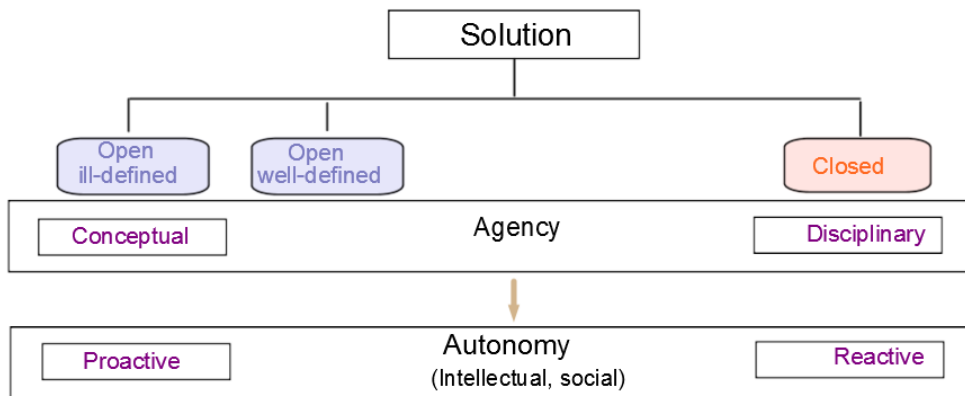 Solution
Open
ill-defined
Open
well-defined
Closed
Agency
Conceptual
Disciplinary
Autonomy
(Intellectual, social)
Proactive
Reactive